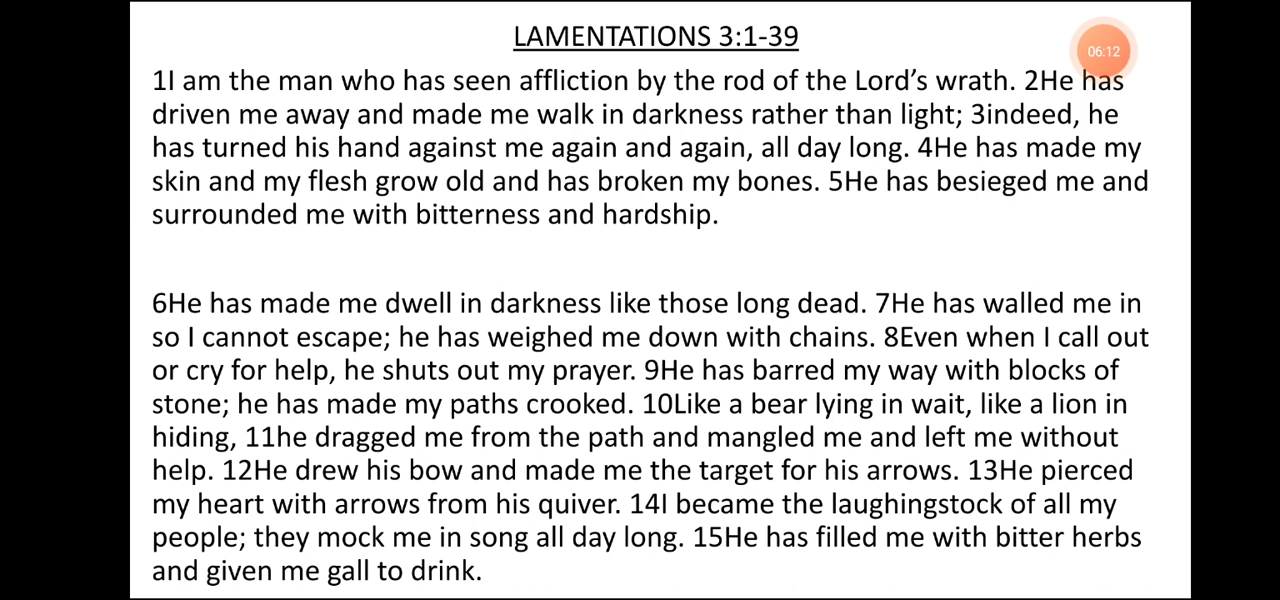 LAMENTATIONS 3:1-39
06:12
1I am the man who has seen affliction by the rod of the Lord’s wrath. 2He has
driven me away and made me walk in darkness rather than light; 3indeed, he
has turned his hand against me again and again, all day long. 4He has made my
skin and my flesh grow old and has broken my bones. 5He has besieged me and
surrounded me with bitterness and hardship.
6He has made me dwell in darkness like those long dead. 7He has walled me in
so I cannot escape; he has weighed me down with chains. 8Even when I call out
or cry for help, he shuts out my prayer. 9He has barred my way with blocks of
stone; he has made my paths crooked. 10Like a bear lying in wait, like a lion in
hiding, 11he dragged me from the path and mangled me and left me without
help. 12He drew his bow and made me the target for his arrows. 13He pierced
my heart with arrows from his quiver. 14I became the laughingstock of all my
people; they mock me in song all day long. 15He has filled me with bitter herbs
and given me gall to drink.